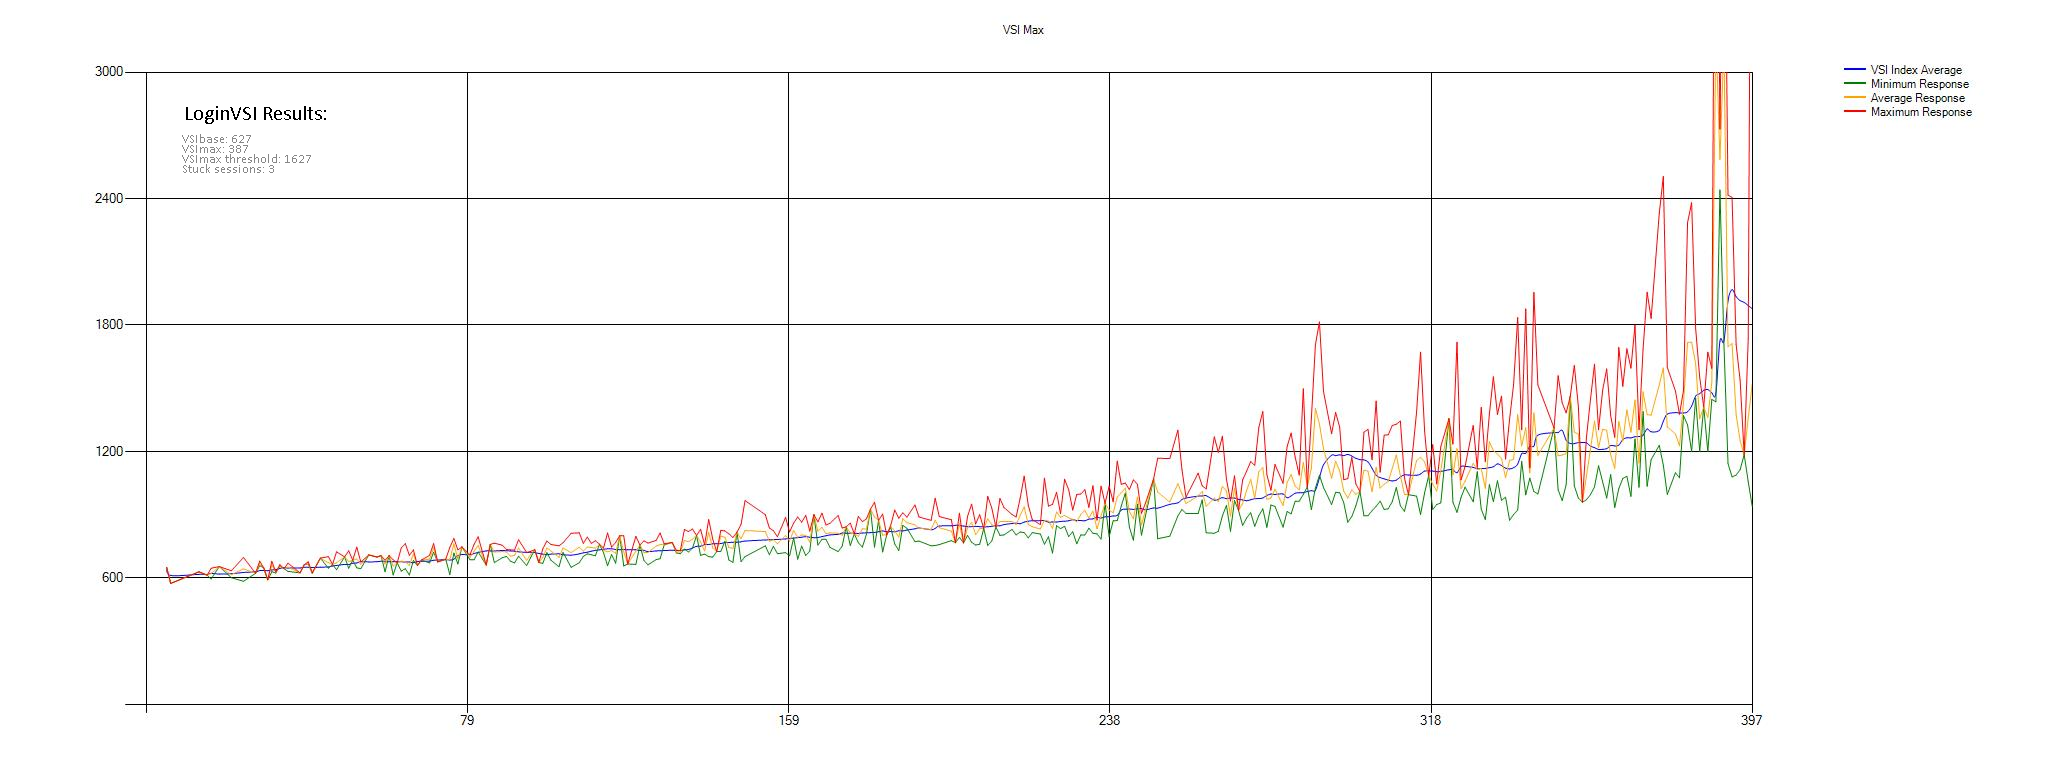 VSI Max
3000
2400
1800
1200
600
LoginVSI Results:
VSIbase: 627
VSImax: 387
VSImax threshold: 1627
Stuck sessions: 3
79
159
238
318
397
VSI Index Average
Minimum Response
Average Response
Maximum Response